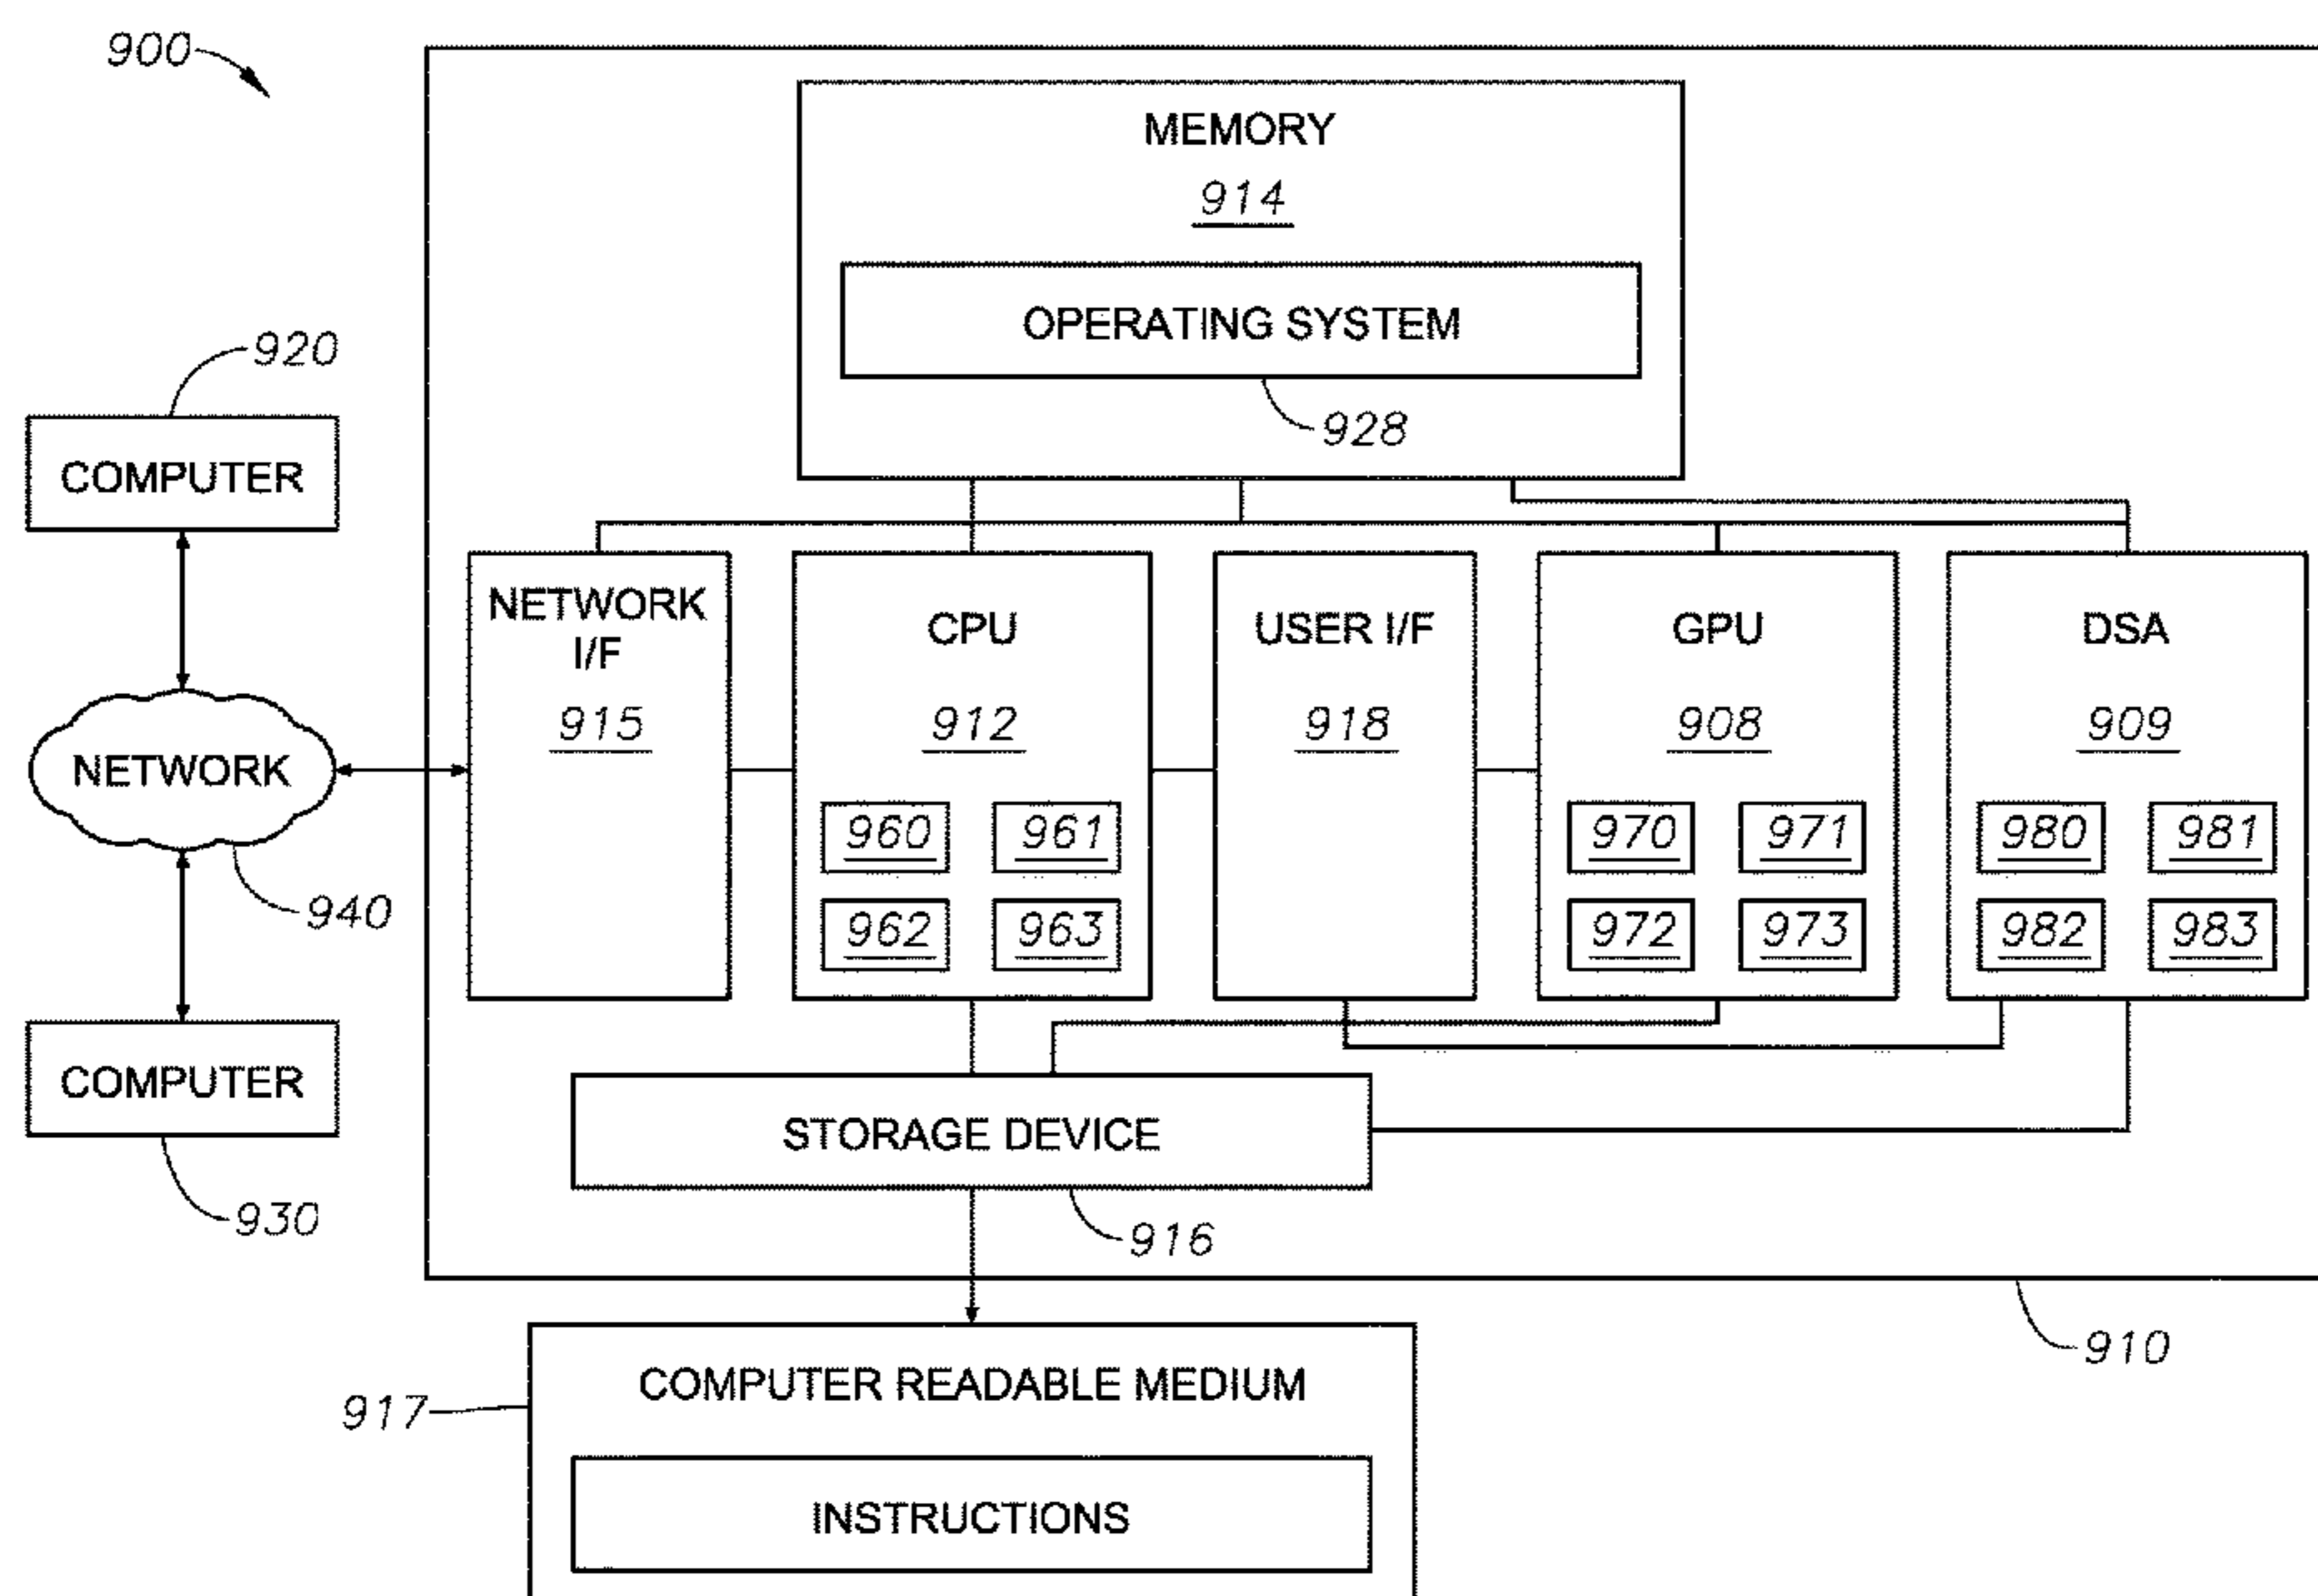 900
MEMORY
914
OPERATING SYSTEM
928
920
COMPUTER
NETWORK
940
COMPUTER
930
NETWORK
I/F
915
CPU
912
960
961
962
963
USER I/F
918
GPU
908
970
971
972
973
DSA
909
980
981
982
983
STORAGE DEVICE
916
910
917
COMPUTER READABLE MEDIUM
INSTRUCTIONS